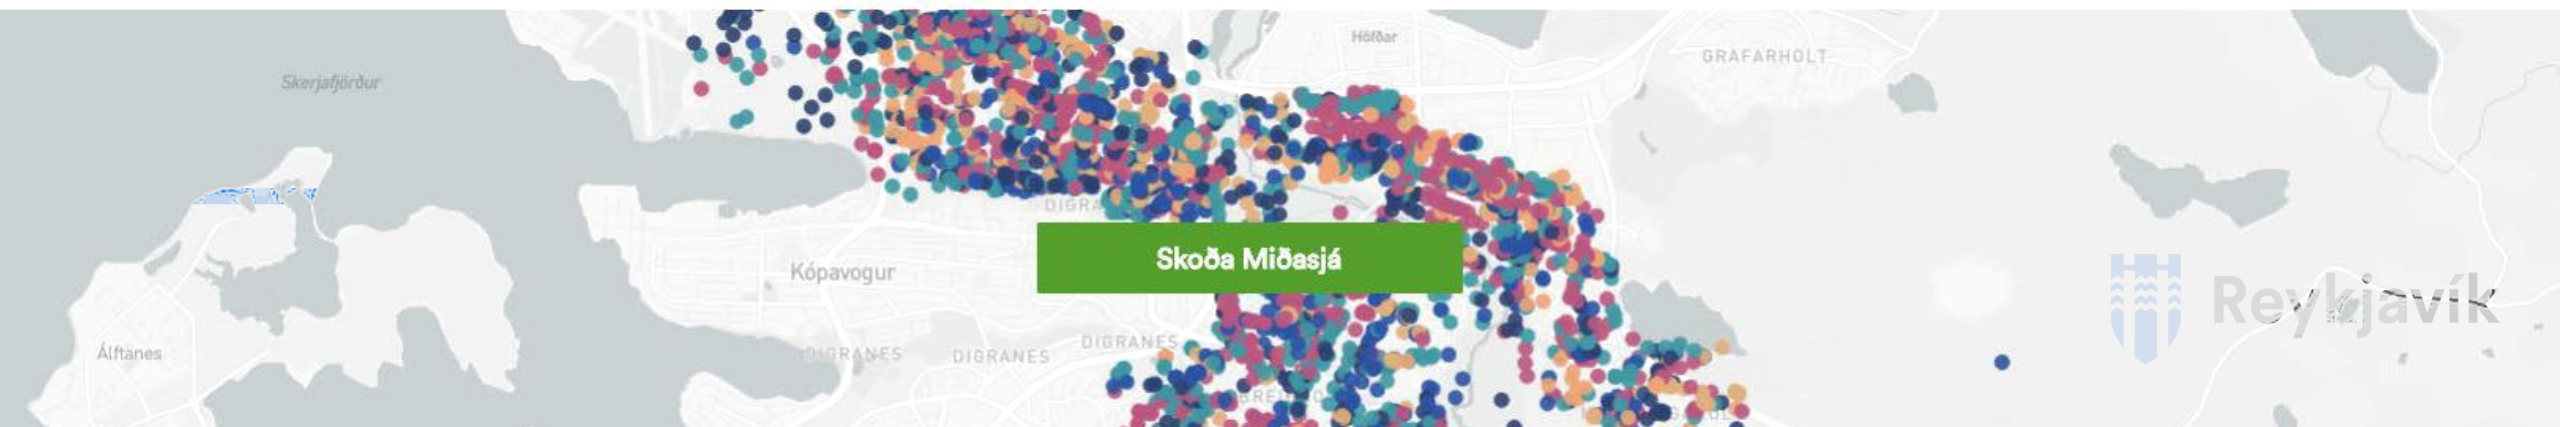 Höfðar
GRAFARHOLT
Skerjafjörður
DIGRA
Skoða Miðasjá
Kópavogur
Reykjavík
Álftanes
DIGRANES
DIGRANES
DIGRANES